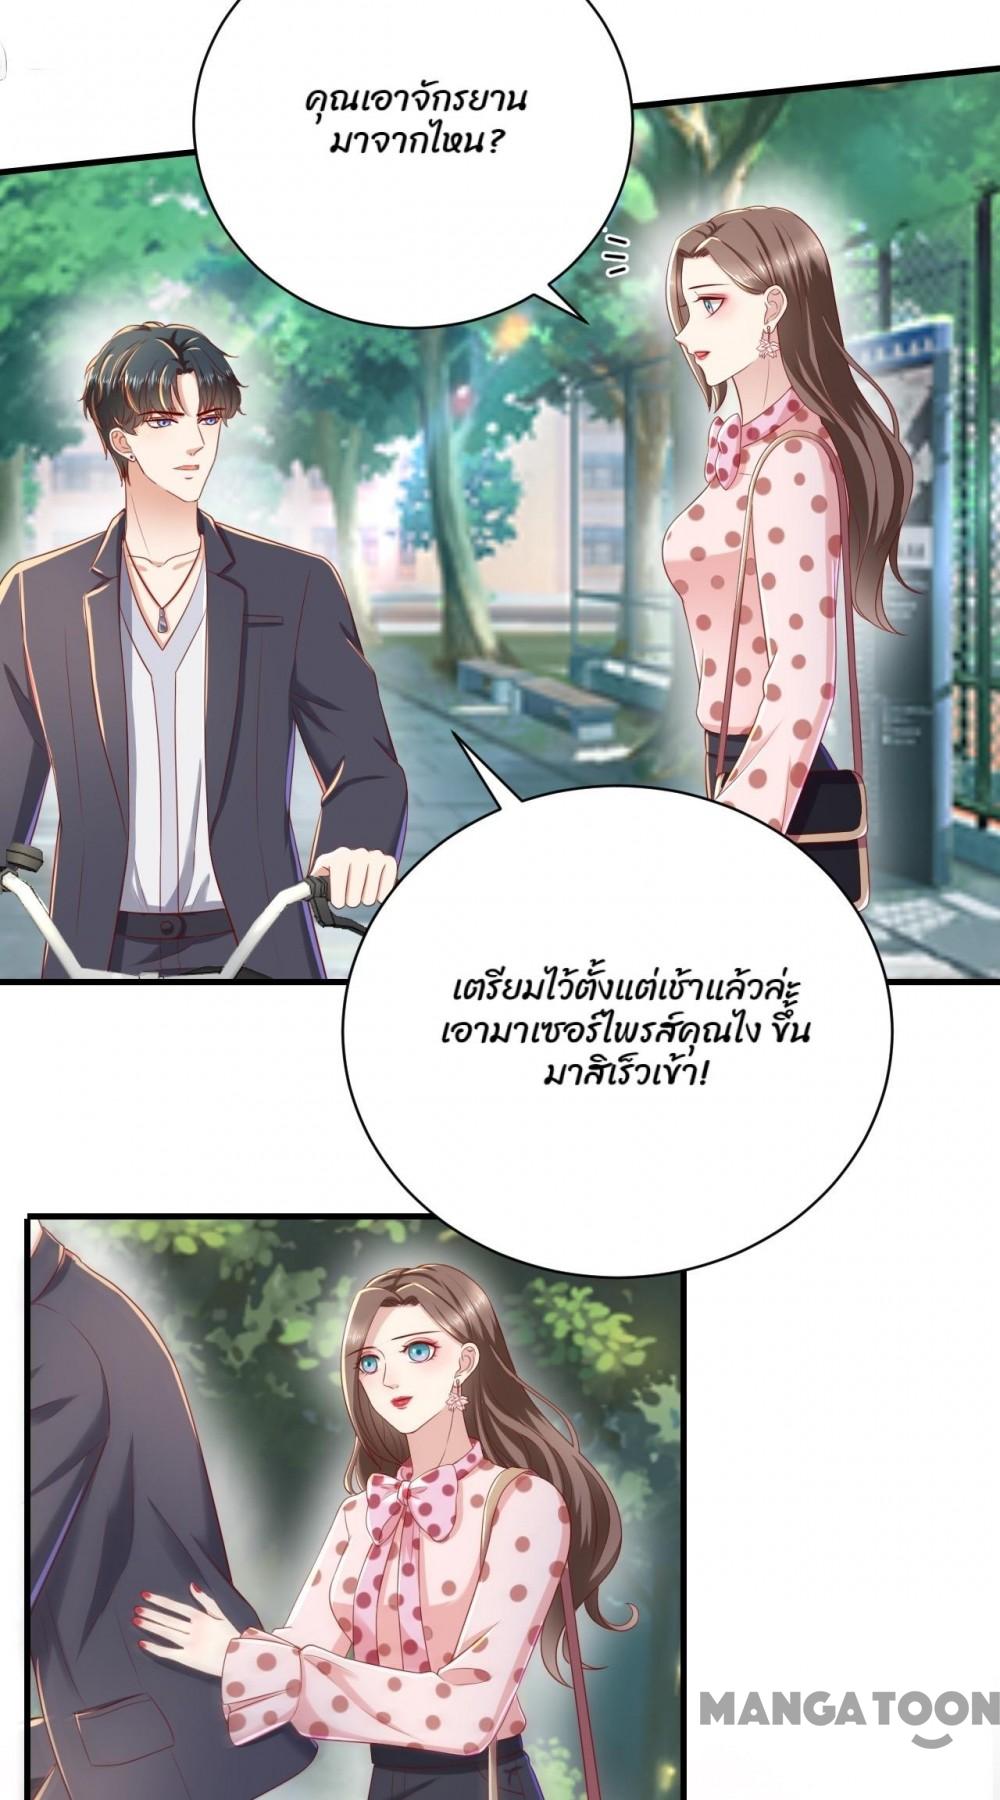 คุณเอาจักรยาน
มาจากไหน?
เตรียมไว้ตั้งแต่เช้าแล้วล่ะ
เอามาเซอร์ไพรส์คุณไง ขึ้น
มาสิเร็วเข้า!
MANGATOON